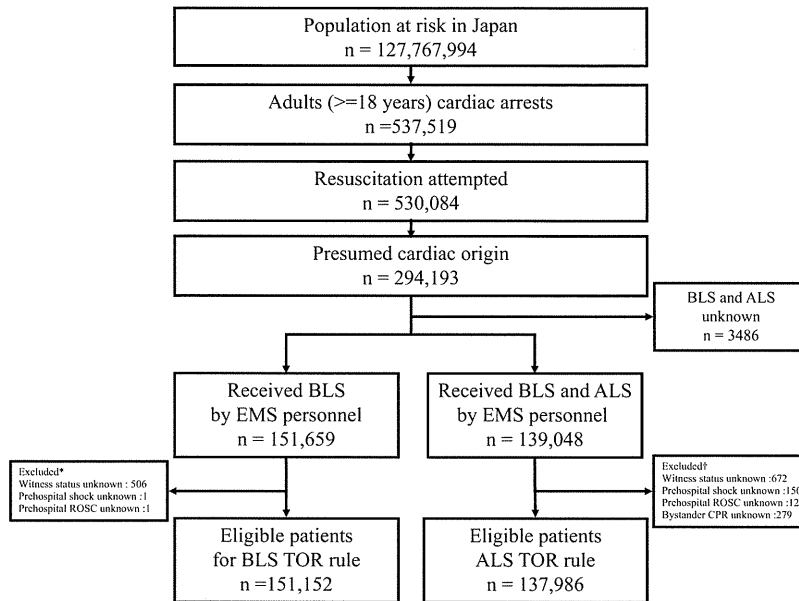 Population at risk in Japan
n = 127,767,994
Adults (>=18 years) cardiac arrests
n =537,519
Resuscitation attempted
n = 530,084
Presumed cardiac origin
n = 294,193
BLS and ALS
unknown
n = 3486
Received BLS
by EMS personnel
n = 151,659
Received BLS and ALS
by EMS personnel
n = 139,048
Excluded*
Witness status unknown : 506
Prehospital shock unknown :1
Prehospital ROSC unknown :1
Excluded†
Witness status unknown :672
Prehospital shock unknown :150
Prehospital ROSC unknown :12
Bystander CPR unknown :279
Eligible patients
for BLS TOR rule
n =151,152
Eligible patients
ALS TOR rule
n = 137,986